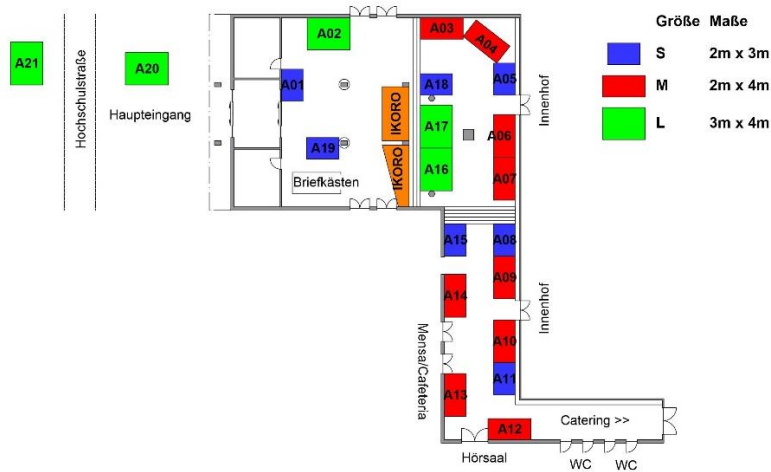 Größe Maße
S 2m x 3m
M 2m x 4m
L 3m x 4m
A21
Hochschulstraße
A20
Haupteingang
A02
A01
A19
Briefkästen
IKORO
IKORO
A03
A04
A18
A05
A17
A06
A16
A07
Innenhof
A15
A08
A09
A14
Innenhof
A10
Mensa/Cafeteria
A11
A13
A12
Catering >>
Hörsaal
WC
WC